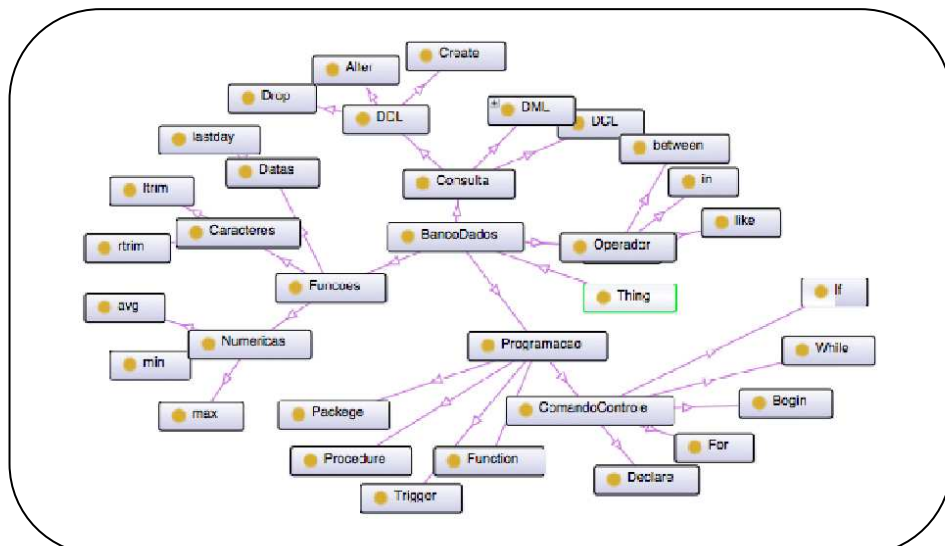 Create
Alter
Drop
DCL
DML
DCL
lastday
between
Datas
in
ltrim
Consulta
like
Caracteres
BancoDados
Operador
rtrim
Funcoes
Thing
If
avg
Numericas
Programacao
While
min
Begin
max
Package
ComandoControle
For
Procedure
Function
Declare
Trigger